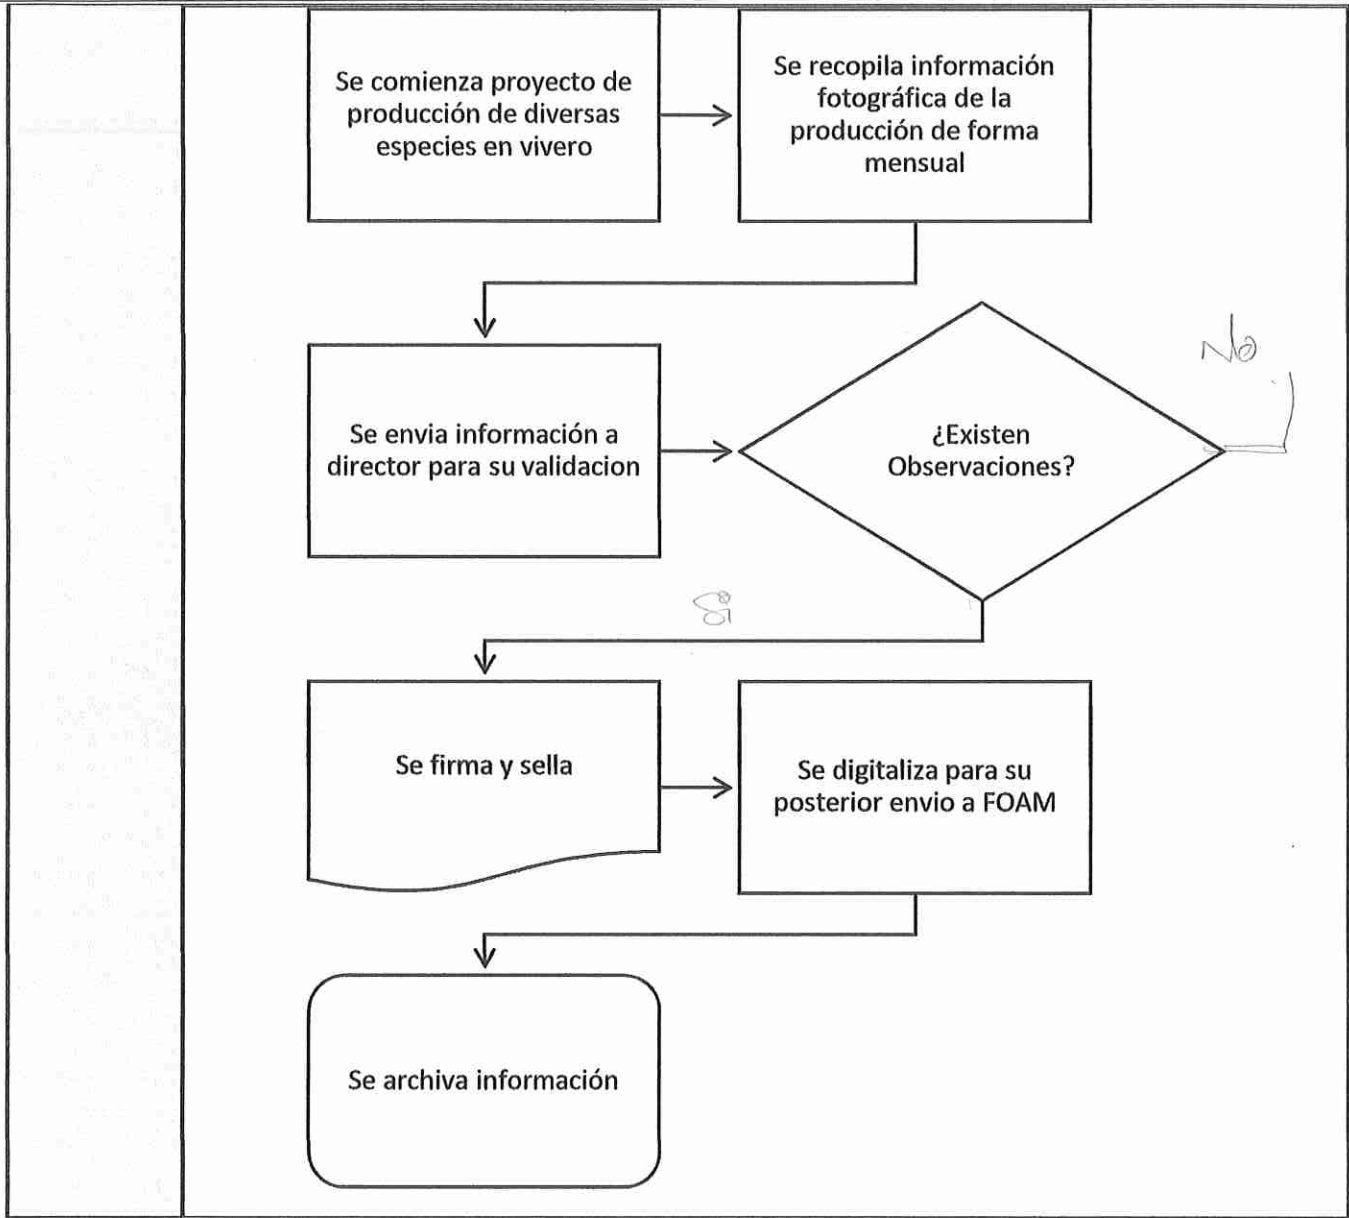 Se comienza proyecto de
producción de diversas
especies en vivero
Se recopila información
fotográfica de la
producción de forma
mensual
Se envia información a
director para su validacion
¿Existen
Observaciones?
No
Si
Se firma y sella
Se digitaliza para su
posterior envio a FOAM
Se archiva información